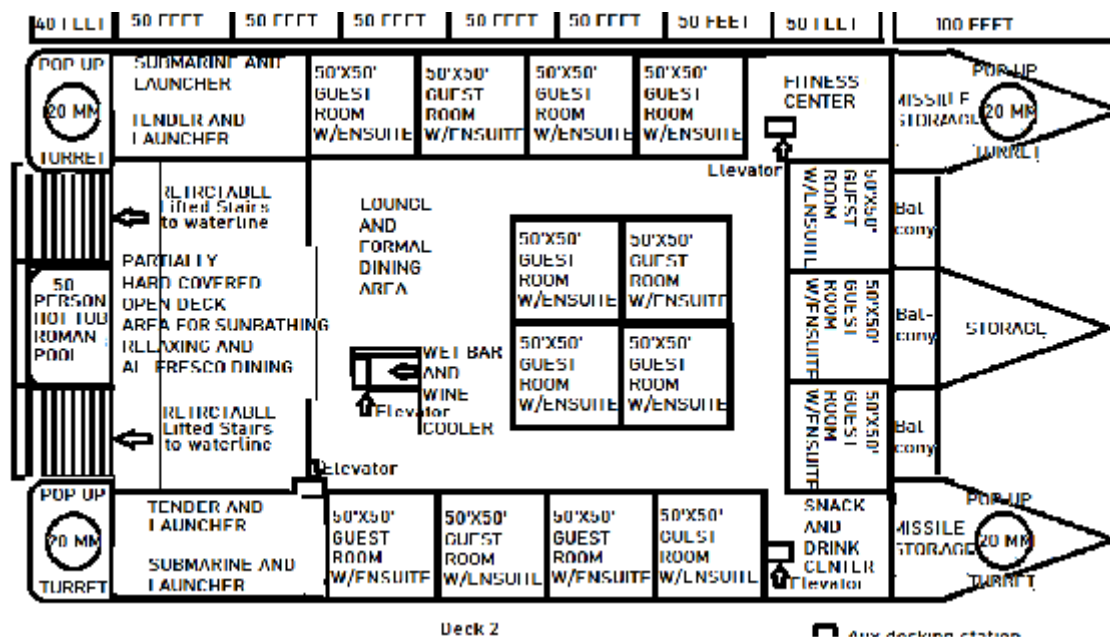 40 FEET
50 FEET
50 FEET
50 FEET
50 FEET
50 FEET
50 FEET
50 FEET
100 FEET
POP UP
20 MM
TURRET
SUBMARINE AND
LAUNCHER
TENDER AND
LAUNCHER
50'X50'
GUEST
ROOM
W/ENSUITE
50'X50'
GUEST
ROOM
W/ENSUITE
50'X50'
GUEST
ROOM
W/ENSUITE
50'X50'
GUEST
ROOM
W/ENSUITE
FITNESS
CENTER
Elevator
MISSILE
STORAGE
POP-UP
20 MM
TURRET
RETRCTABLE
Lifted Stairs
to waterline
LOUNGE
AND
FORMAL
DINING
AREA
50'X50'
GUEST
ROOM
W/ENSUITE
50'X50'
GUEST
ROOM
W/ENSUITE
50'X50'
GUEST
ROOM
W/ENSUITE
Bal
cony
50
PERSON
HOT TUB
ROMAN
POOL
PARTIALLY
HARD COVERED
OPEN DECK
AREA FOR SUNBATHING
RELAXING AND
AL FRESCO DINING
50'X50'
GUEST
ROOM
W/ENSUITE
Bal-
cony
STORAGE
WET BAR
AND
WINE
COOLER
Elevator
50'X50'
GUEST
ROOM
W/ENSUITE
50'X50'
GUEST
ROOM
W/ENSUITE
50'X50'
GUEST
ROOM
W/ENSUITE
Bal
cony
RETRCTABLE
Lifted Stairs
to waterline
Elevator
POP UP
20 MM
TURRET
TENDER AND
LAUNCHER
SUBMARINE AND
LAUNCHER
50'X50'
GUEST
ROOM
W/ENSUITE
50'X50'
GUEST
ROOM
W/ENSUITE
50'X50'
GUEST
ROOM
W/ENSUITE
50'X50'
GUEST
ROOM
W/ENSUITE
SNACK
AND
DRINK
CENTER
Elevator
MISSILE
STORAGE
POP-UP
20 MM
TURRET
Deck 2
Aux docking station